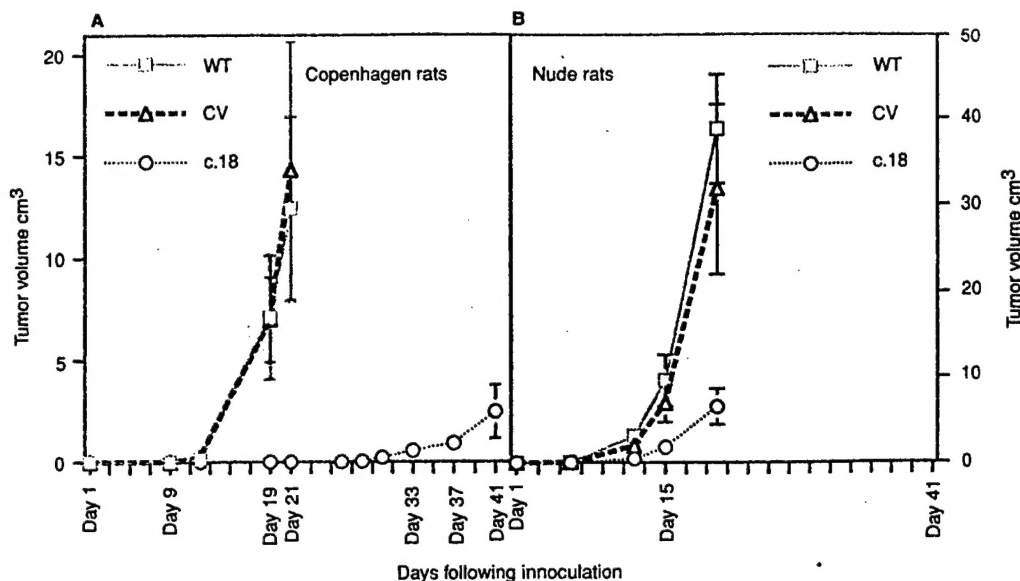 A
Tumor volume cm3
20
15
10
5
0
WT
CV
c.18
Copenhagen rats
Day 1
Day 9
Day 19
Day 21
Day 33
Day 37
Day 41
B
Nude rats
WT
CV
c.18
50
40
30
20
10
0
Tumor volume cm3
Day 1
Day 15
Day 41
Days following innoculation